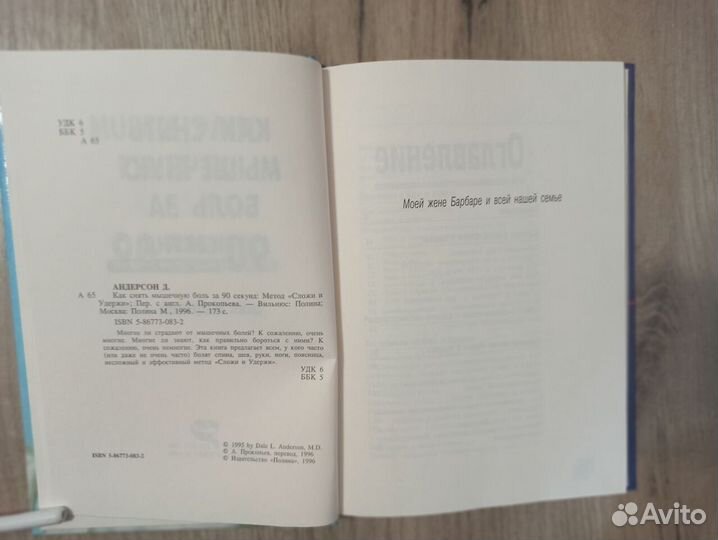 УДК 6
ББК 5
А 65
АНДЕРСОН Д.
А 65 Как снять мышечную боль за 90 секунд: Метод «Сложи и
Удержи»; Пер. с англ. А. Прокопьева. — Вильнюс: Полина;
Москва: Полина М., 1996. — 173 с.
ISBN 5-86773-083-2
Многие ли страдают от мышечных болей? К сожалению, очень
многие. Многие ли знают, как правильно бороться с ними? К
сожалению, очень немногие. Эта книга предлагает всем, у кого часто
(или даже не очень часто) болят спина, шея, руки, ноги, поясница,
несложный и эффективный метод «Сложи и Удержи».
УДК 6
ББК 5
ISBN 5-86773-083-2
© 1995 by Dale L. Anderson, M.D.
© А. Прокопьев, перевод, 1996
© Издательство «Полина», 1996
Оглавление
Моей жене Барбаре и всей нашей семье
Avito